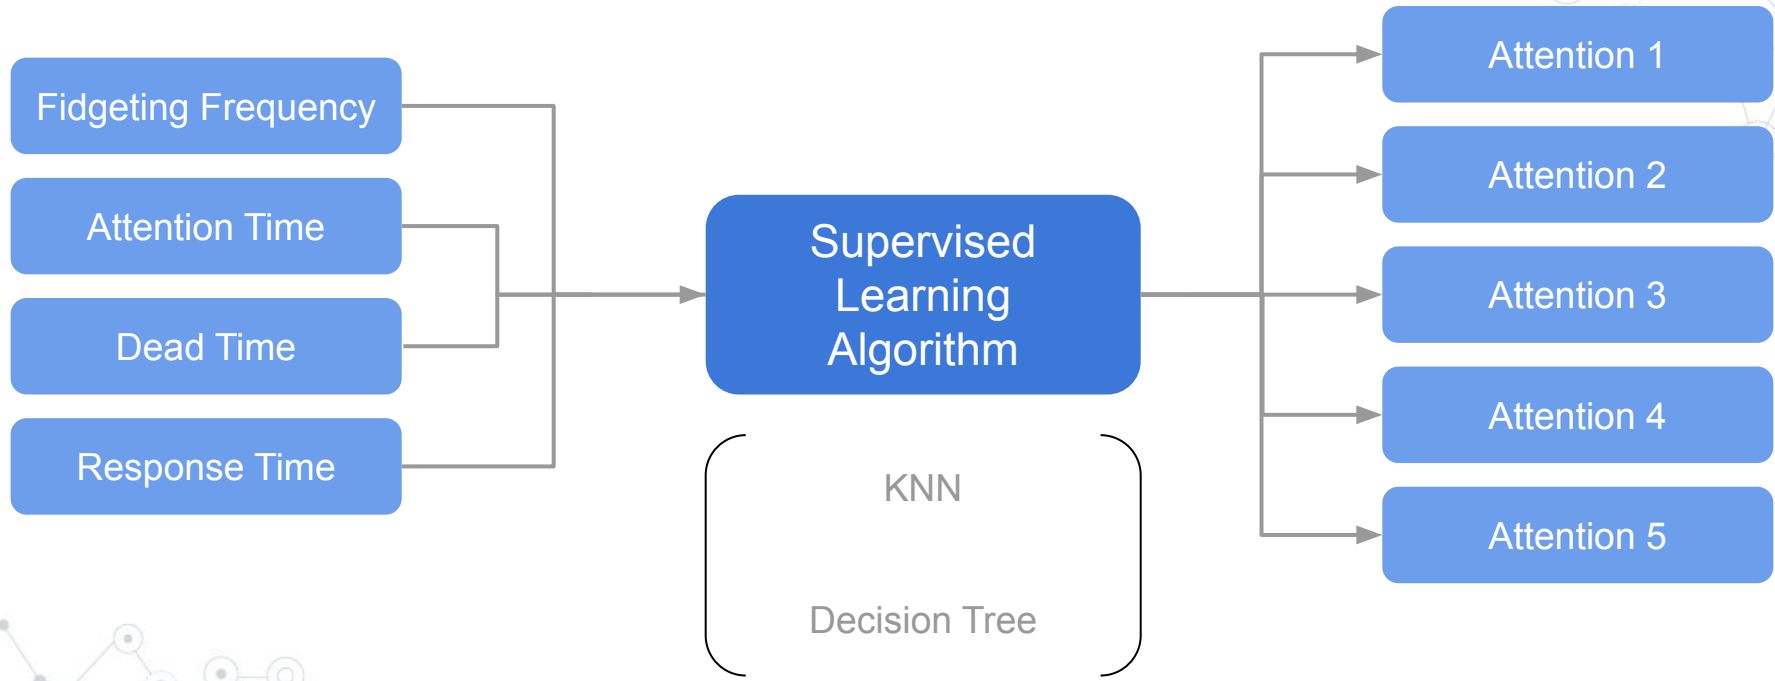 Fidgeting Frequency
Attention Time
Dead Time
Response Time
Supervised
Learning
Algorithm
KNN
Decision Tree
Attention 1
Attention 2
Attention 3
Attention 4
Attention 5